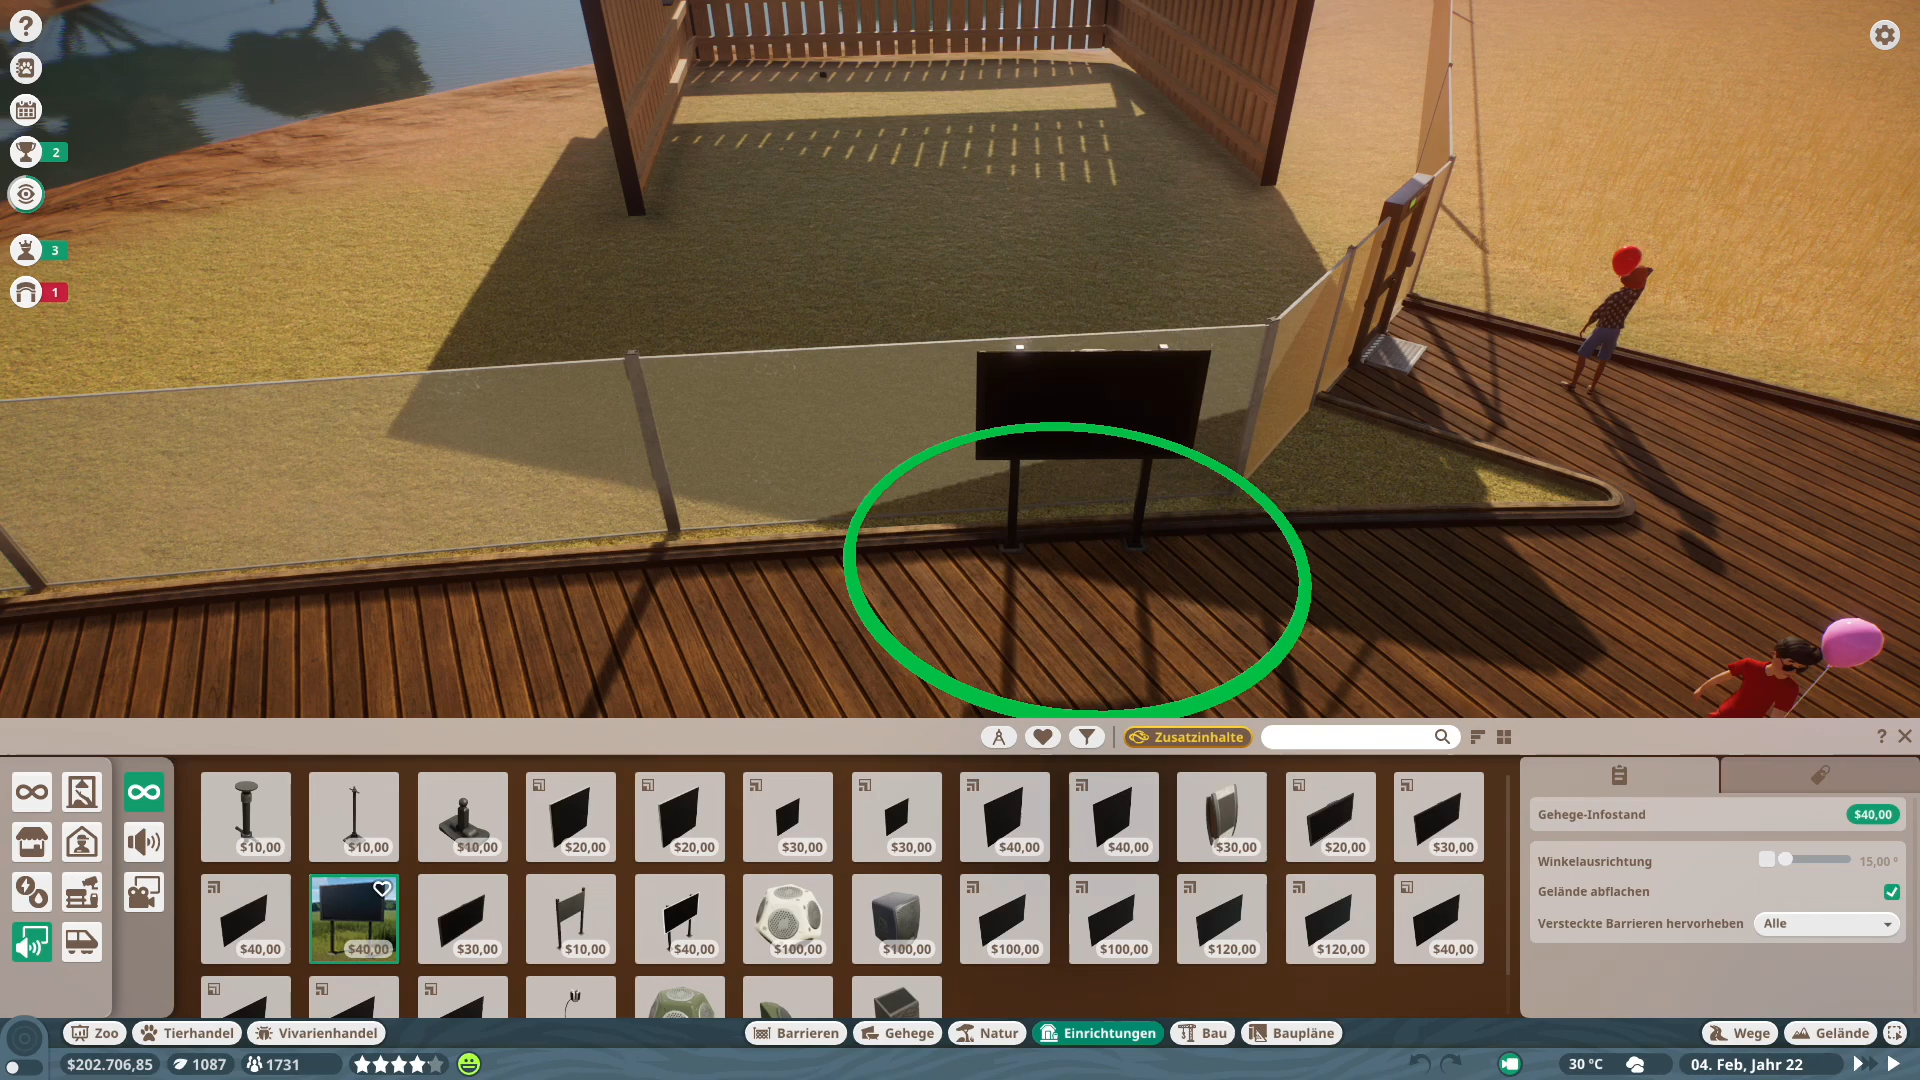 ?
2
3
1
Zusatzinhalte
?
$10,00 $10,00 $10,00 $20,00 $20,00 $30,00 $30,00 $40,00 $40,00 $30,00 $20,00 $30,00
$40,00 $40,00 $30,00 $10,00 $40,00 $100,00 $100,00 $100,00 $100,00 $120,00 $120,00 $40,00
Gehege-Infostand $40,00
Winkelausrichtung 15,00 °
Gelände abflachen
Versteckte Barrieren hervorheben Alle
Zoo Tierhandel Vivarienhandel Barrieren Gehege Natur Einrichtungen Bau Baupläne Wege Gelände
$202.706,85 1087 1731 30 °C 04. Feb, Jahr 22